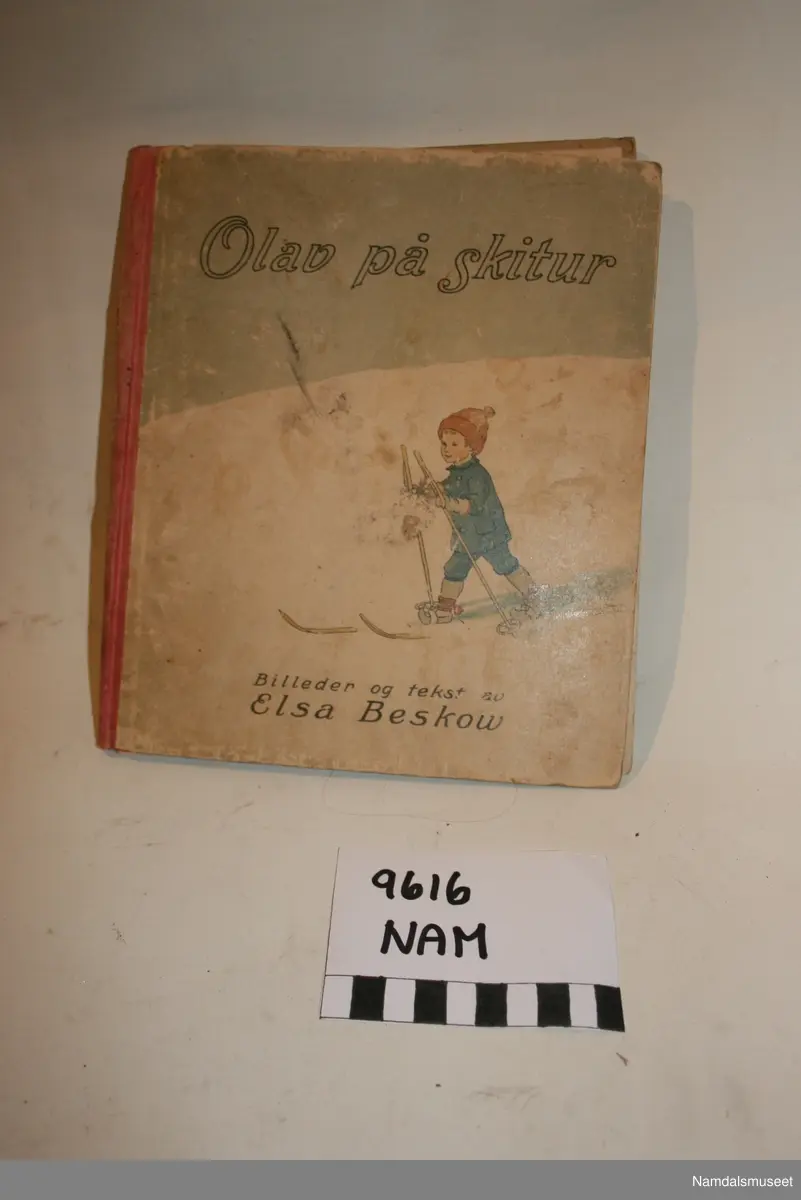 Olav på skitur
Billeder og tekst av
Elsa Beskow
9616
NAM
Namdalsmuseet